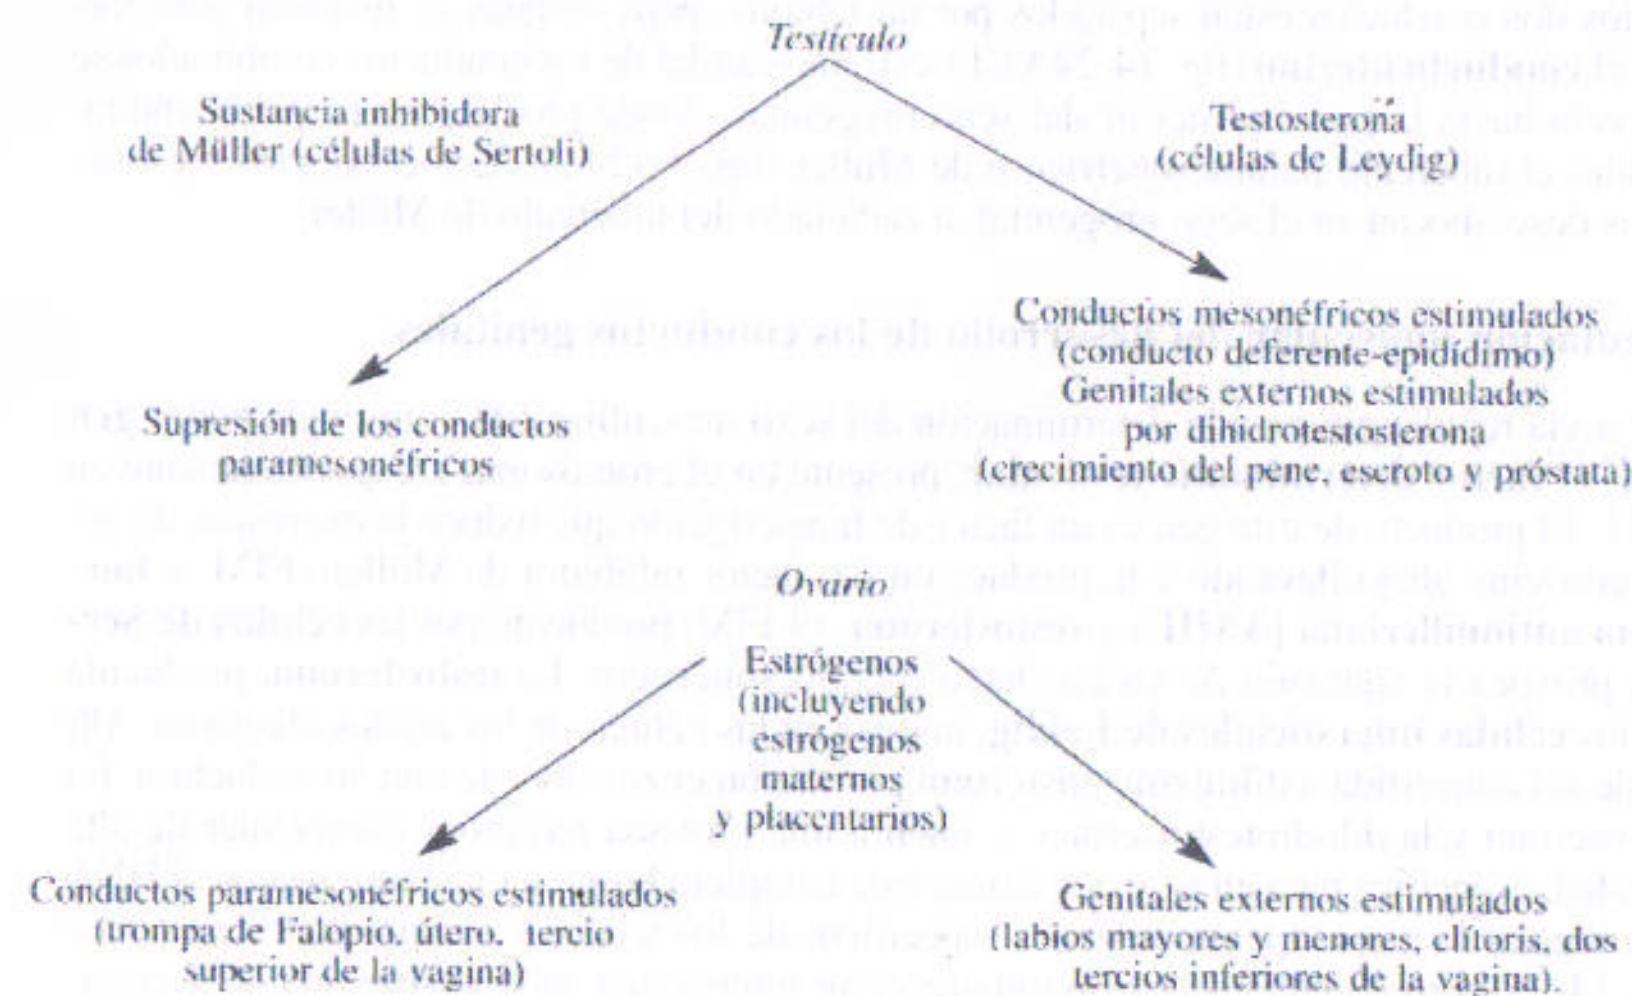 Testículo
Sustancia inhibidora
de Müller (células de Sertoli)
Testosterona
(células de Leydig)
Conductos mesonéfricos estimulados
(conducto deferente-epidídimo)
Genitales externos estimulados
por dihidrotestosterona
(crecimiento del pene, escroto y próstata)
Supresión de los conductos
paramesonéfricos
Ovario
Estrógenos
(incluyendo
estrógenos
maternos
y placentarios)
Conductos paramesonéfricos estimulados
(trompa de Falopio. útero. tercio
superior de la vagina)
Genitales externos estimulados
(labios mayores y menores, clítoris, dos
tercios inferiores de la vagina).